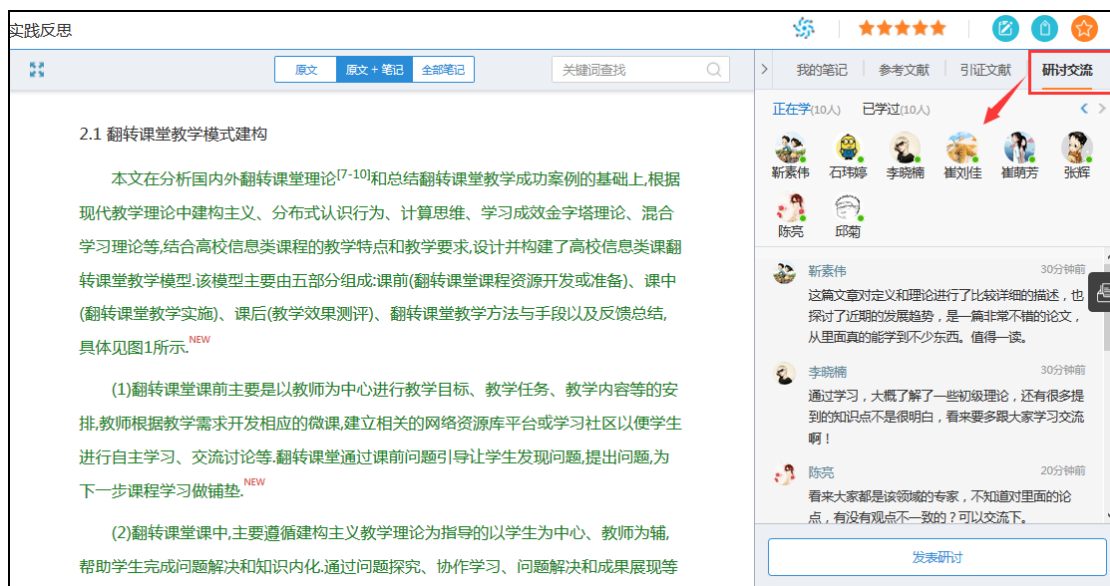 实践反思
原文
原文 + 笔记
全部笔记
关键词查找
2.1 翻转课堂教学模式建构
本文在分析国内外翻转课堂理论[7-10]和总结翻转课堂教学成功案例的基础上,根据
现代教学理论中建构主义、分布式认识行为、计算思维、学习成效金字塔理论、混合
学习理论等,结合高校信息类课程的教学特点和教学要求,设计并构建了高校信息类课翻
转课堂教学模型.该模型主要由五部分组成:课前(翻转课堂课程资源开发或准备)、课中
(翻转课堂教学实施)、课后(教学效果测评)、翻转课堂教学方法与手段以及反馈总结,
具体见图1所示.NEW
(1)翻转课堂课前主要是以教师为中心进行教学目标、教学任务、教学内容等的安
排,教师根据教学需求开发相应的微课,建立相关的网络资源库平台或学习社区以便学生
进行自主学习、交流讨论等.翻转课堂通过课前问题引导让学生发现问题,提出问题,为
下一步课程学习做铺垫.NEW
(2)翻转课堂课中,主要遵循建构主义教学理论为指导的以学生为中心、教师为辅,
帮助学生完成问题解决和知识内化.通过问题探究、协作学习、问题解决和成果展现等
我的笔记
参考文献
引证文献
研讨交流
正在学(10人)
已学过(10人)
靳素伟
石玮婷
李晓楠
崔刘佳
崔萌芳
张辉
陈亮
邱菊
靳素伟
30分钟前
这篇文章对定义和理论进行了比较详细的描述，也
探讨了近期的发展趋势，是一篇非常不错的论文，
从里面真的能学到不少东西。值得一读。
李晓楠
30分钟前
通过学习，大概了解了一些初级理论，还有很多提
到的知识点不是很明白，看来要多跟大家学习交流
啊！
陈亮
20分钟前
看来大家都是该领域的专家，不知道对里面的论
点，有没有观点不一致的？可以交流下。
发表研讨